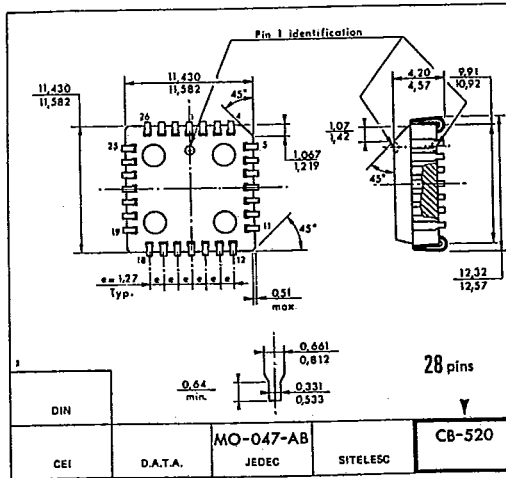 Pin 1 identification
11,430
11,582
45°
4,20
4,57
9,91
10,92
26
1
4
1,07
1,42
25
5
1.067
1,219
45°
19
11
45°
18
12
e = 1,27
Typ.
e
e
e
e
e
0,51
max.
11,430
11,582
12,32
12,57
0,661
0,812
0,64
min.
0,331
0,533
28 pins
DIN
CEI
D.A.T.A.
MO-047-AB
JEDEC
SITELESC
CB-520